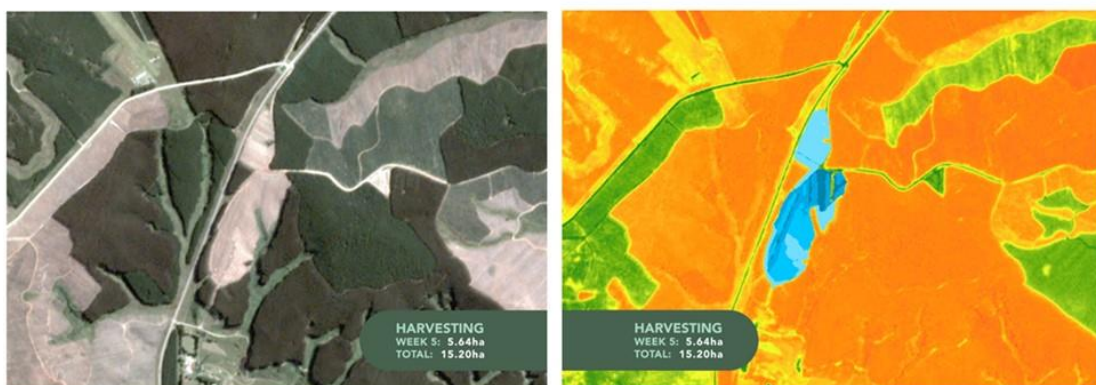 HARVESTING
WEEK 5: 5.64ha
TOTAL: 15.20ha
HARVESTING
WEEK 5: 5.64ha
TOTAL: 15.20ha